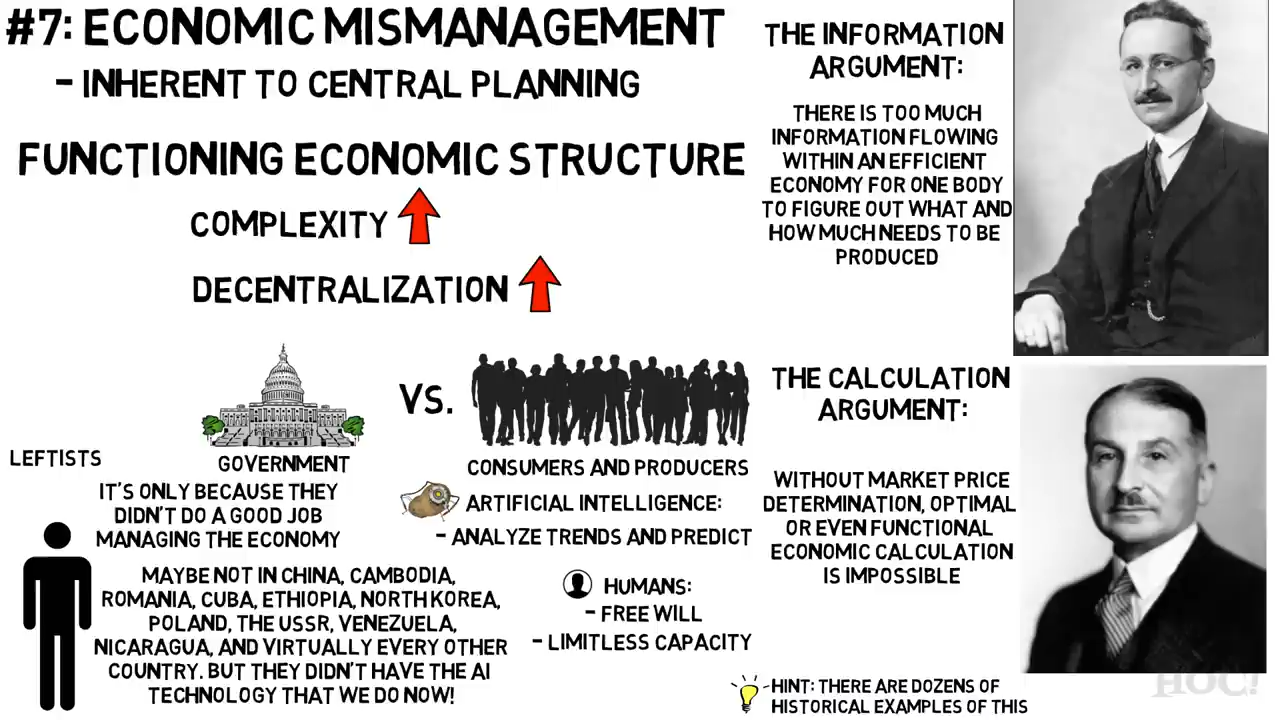 #7: ECONOMIC MISMANAGEMENT
- INHERENT TO CENTRAL PLANNING
FUNCTIONING ECONOMIC STRUCTURE
COMPLEXITY
DECENTRALIZATION
THE INFORMATION
ARGUMENT:
THERE IS TOO MUCH
INFORMATION FLOWING
WITHIN AN EFFICIENT
ECONOMY FOR ONE BODY
TO FIGURE OUT WHAT AND
HOW MUCH NEEDS TO BE
PRODUCED
VS.
GOVERNMENT
CONSUMERS AND PRODUCERS
LEFTISTS
IT'S ONLY BECAUSE THEY
DIDN'T DO A GOOD JOB
MANAGING THE ECONOMY
MAYBE NOT IN CHINA, CAMBODIA,
ROMANIA, CUBA, ETHIOPIA, NORTH KOREA,
POLAND, THE USSR, VENEZUELA,
NICARAGUA, AND VIRTUALLY EVERY OTHER
COUNTRY. BUT THEY DIDN'T HAVE THE AI
TECHNOLOGY THAT WE DO NOW!
ARTIFICIAL INTELLIGENCE:
- ANALYZE TRENDS AND PREDICT
HUMANS:
- FREE WILL
- LIMITLESS CAPACITY
THE CALCULATION
ARGUMENT:
WITHOUT MARKET PRICE
DETERMINATION, OPTIMAL
OR EVEN FUNCTIONAL
ECONOMIC CALCULATION
IS IMPOSSIBLE
HINT: THERE ARE DOZENS OF
HISTORICAL EXAMPLES OF THIS
HOC!